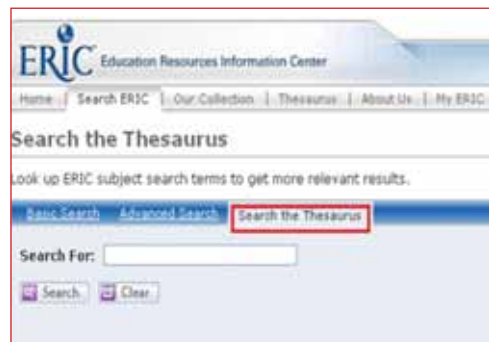 ERIC Education Resources Information Center
Home | Search ERIC | Our Collection | Thesaurus | About Us | My ERIC
Search the Thesaurus
Look up ERIC subject search terms to get more relevant results.
Basic Search Advanced Search Search the Thesaurus
Search For:
Search Clear